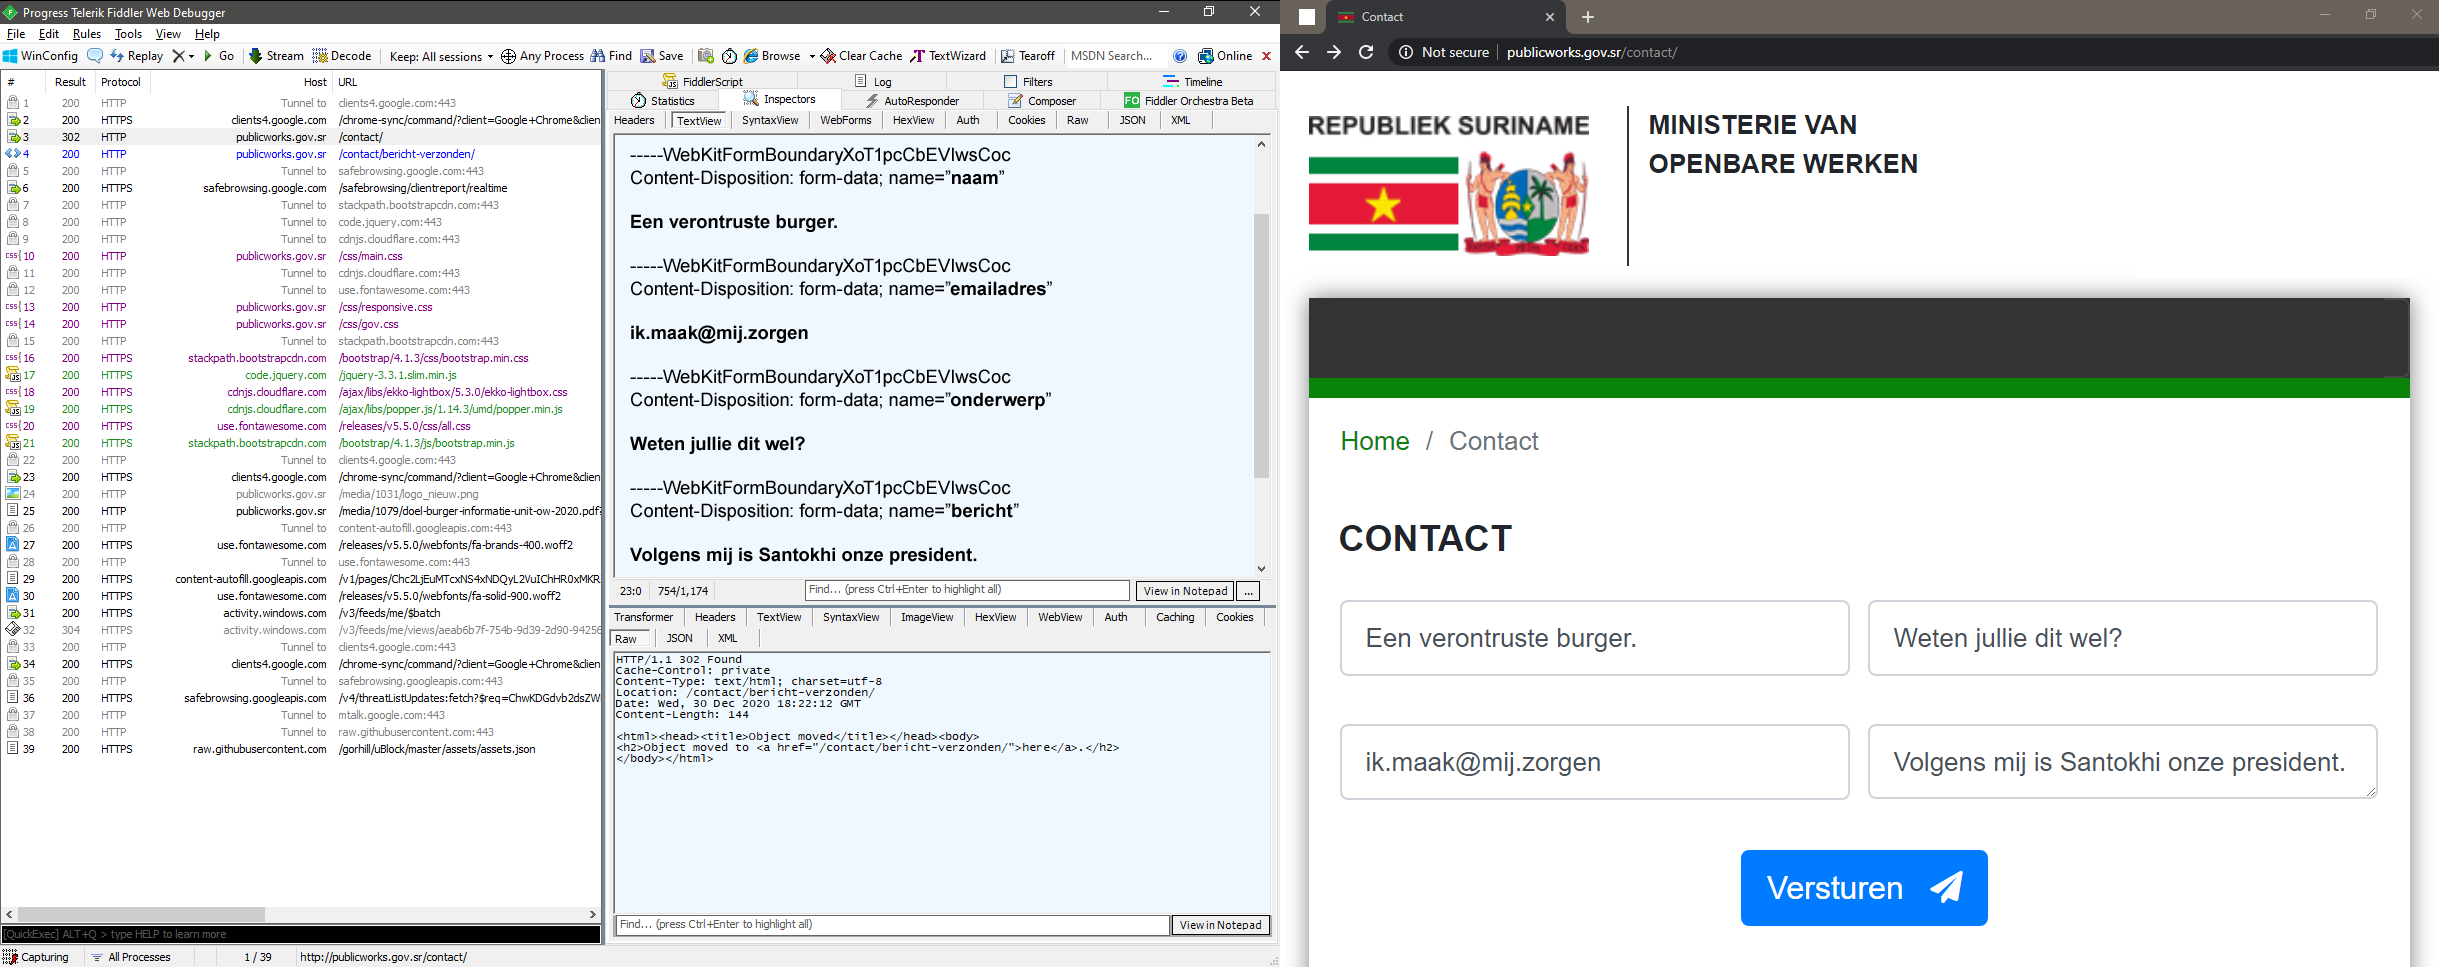 Progress Telerik Fiddler Web Debugger
File Edit Rules Tools View Help
WinConfig Replay Go Stream Decode Keep: All sessions Any Process Find Save Browse Clear Cache TextWizard Tearoff MSDN Search... Online
# Result Protocol Host URL
1 200 HTTP Tunnel to clients4.google.com:443
2 200 HTTPS clients4.google.com /chrome-sync/command/?client=Google+Chrome&clien
3 302 HTTP publicworks.gov.sr /contact/
4 200 HTTP publicworks.gov.sr /contact/bericht-verzonden/
5 200 HTTP Tunnel to safebrowsing.google.com:443
6 200 HTTPS safebrowsing.google.com /safebrowsing/clientreport/realtime
7 200 HTTP Tunnel to stackpath.bootstrapcdn.com:443
8 200 HTTP Tunnel to code.jquery.com:443
9 200 HTTP Tunnel to cdnjs.cloudflare.com:443
10 200 HTTP publicworks.gov.sr /css/main.css
11 200 HTTP Tunnel to cdnjs.cloudflare.com:443
12 200 HTTP Tunnel to use.fontawesome.com:443
13 200 HTTP publicworks.gov.sr /css/responsive.css
14 200 HTTP publicworks.gov.sr /css/gov.css
15 200 HTTP Tunnel to stackpath.bootstrapcdn.com:443
16 200 HTTPS stackpath.bootstrapcdn.com /bootstrap/4.1.3/css/bootstrap.min.css
17 200 HTTPS code.jquery.com /jquery-3.3.1.slim.min.js
18 200 HTTPS cdnjs.cloudflare.com /ajax/libs/ekko-lightbox/5.3.0/ekko-lightbox.css
19 200 HTTPS cdnjs.cloudflare.com /ajax/libs/popper.js/1.14.3/umd/popper.min.js
20 200 HTTPS use.fontawesome.com /releases/v5.5.0/css/all.css
21 200 HTTPS stackpath.bootstrapcdn.com /bootstrap/4.1.3/js/bootstrap.min.js
22 200 HTTP Tunnel to clients4.google.com:443
23 200 HTTPS clients4.google.com /chrome-sync/command/?client=Google+Chrome&clien
24 200 HTTP publicworks.gov.sr /media/1031/logo_nieuw.png
25 200 HTTP publicworks.gov.sr /media/1079/doel-burger-informatie-unit-ow-2020.pdf?
26 200 HTTP Tunnel to content-autofill.googleapis.com:443
27 200 HTTPS use.fontawesome.com /releases/v5.5.0/webfonts/fa-brands-400.woff2
28 200 HTTP Tunnel to use.fontawesome.com:443
29 200 HTTPS content-autofill.googleapis.com /v1/pages/Chc2LjEuMTcxNS4xNDQyL2VuIChHR0xMKR
30 200 HTTPS use.fontawesome.com /releases/v5.5.0/webfonts/fa-solid-900.woff2
31 200 HTTPS activity.windows.com /v3/feeds/me/$batch
32 304 HTTPS activity.windows.com /v3/feeds/me/views/aeab6b7f-754b-9d39-2d90-94256
33 200 HTTP Tunnel to clients4.google.com:443
34 200 HTTPS clients4.google.com /chrome-sync/command/?client=Google+Chrome&clien
35 200 HTTP Tunnel to safebrowsing.googleapis.com:443
36 200 HTTPS safebrowsing.googleapis.com /v4/threatListUpdates:fetch?$req=ChwKDGdvb2dsZW
37 200 HTTP Tunnel to mtalk.google.com:443
38 200 HTTP Tunnel to raw.githubusercontent.com:443
39 200 HTTPS raw.githubusercontent.com /gorhill/uBlock/master/assets/assets.json
[QuickExec] ALT+Q > type HELP to learn more
Capturing All Processes 1 / 39 http://publicworks.gov.sr/contact/
FiddlerScript Log Filters Timeline
Statistics Inspectors AutoResponder Composer FO Fiddler Orchestra Beta
Headers TextView SyntaxView WebForms HexView Auth Cookies Raw JSON XML
-----WebKitFormBoundaryXoT1pcCbEVIwsCoc
Content-Disposition: form-data; name=”naam”
Een verontruste burger.
-----WebKitFormBoundaryXoT1pcCbEVIwsCoc
Content-Disposition: form-data; name=”emailadres”
ik.maak@mij.zorgen
-----WebKitFormBoundaryXoT1pcCbEVIwsCoc
Content-Disposition: form-data; name=”onderwerp”
Weten jullie dit wel?
-----WebKitFormBoundaryXoT1pcCbEVIwsCoc
Content-Disposition: form-data; name=”bericht”
Volgens mij is Santokhi onze president.
23:0 754/1,174 Find... (press Ctrl+Enter to highlight all) View in Notepad ...
Transformer Headers TextView SyntaxView ImageView HexView WebView Auth Caching Cookies
Raw JSON XML
HTTP/1.1 302 Found
Cache-Control: private
Content-Type: text/html; charset=utf-8
Location: /contact/bericht-verzonden/
Date: Wed, 30 Dec 2020 18:22:12 GMT
Content-Length: 144
<html><head><title>Object moved</title></head><body>
<h2>Object moved to <a href="/contact/bericht-verzonden/">here</a>.</h2>
</body></html>
Find... (press Ctrl+Enter to highlight all) View in Notepad
Contact
Not secure publicworks.gov.sr/contact/
REPUBLIEK SURINAME
MINISTERIE VAN
OPENBARE WERKEN
Home / Contact
CONTACT
Een verontruste burger. Weten jullie dit wel?
ik.maak@mij.zorgen Volgens mij is Santokhi onze president.
Versturen